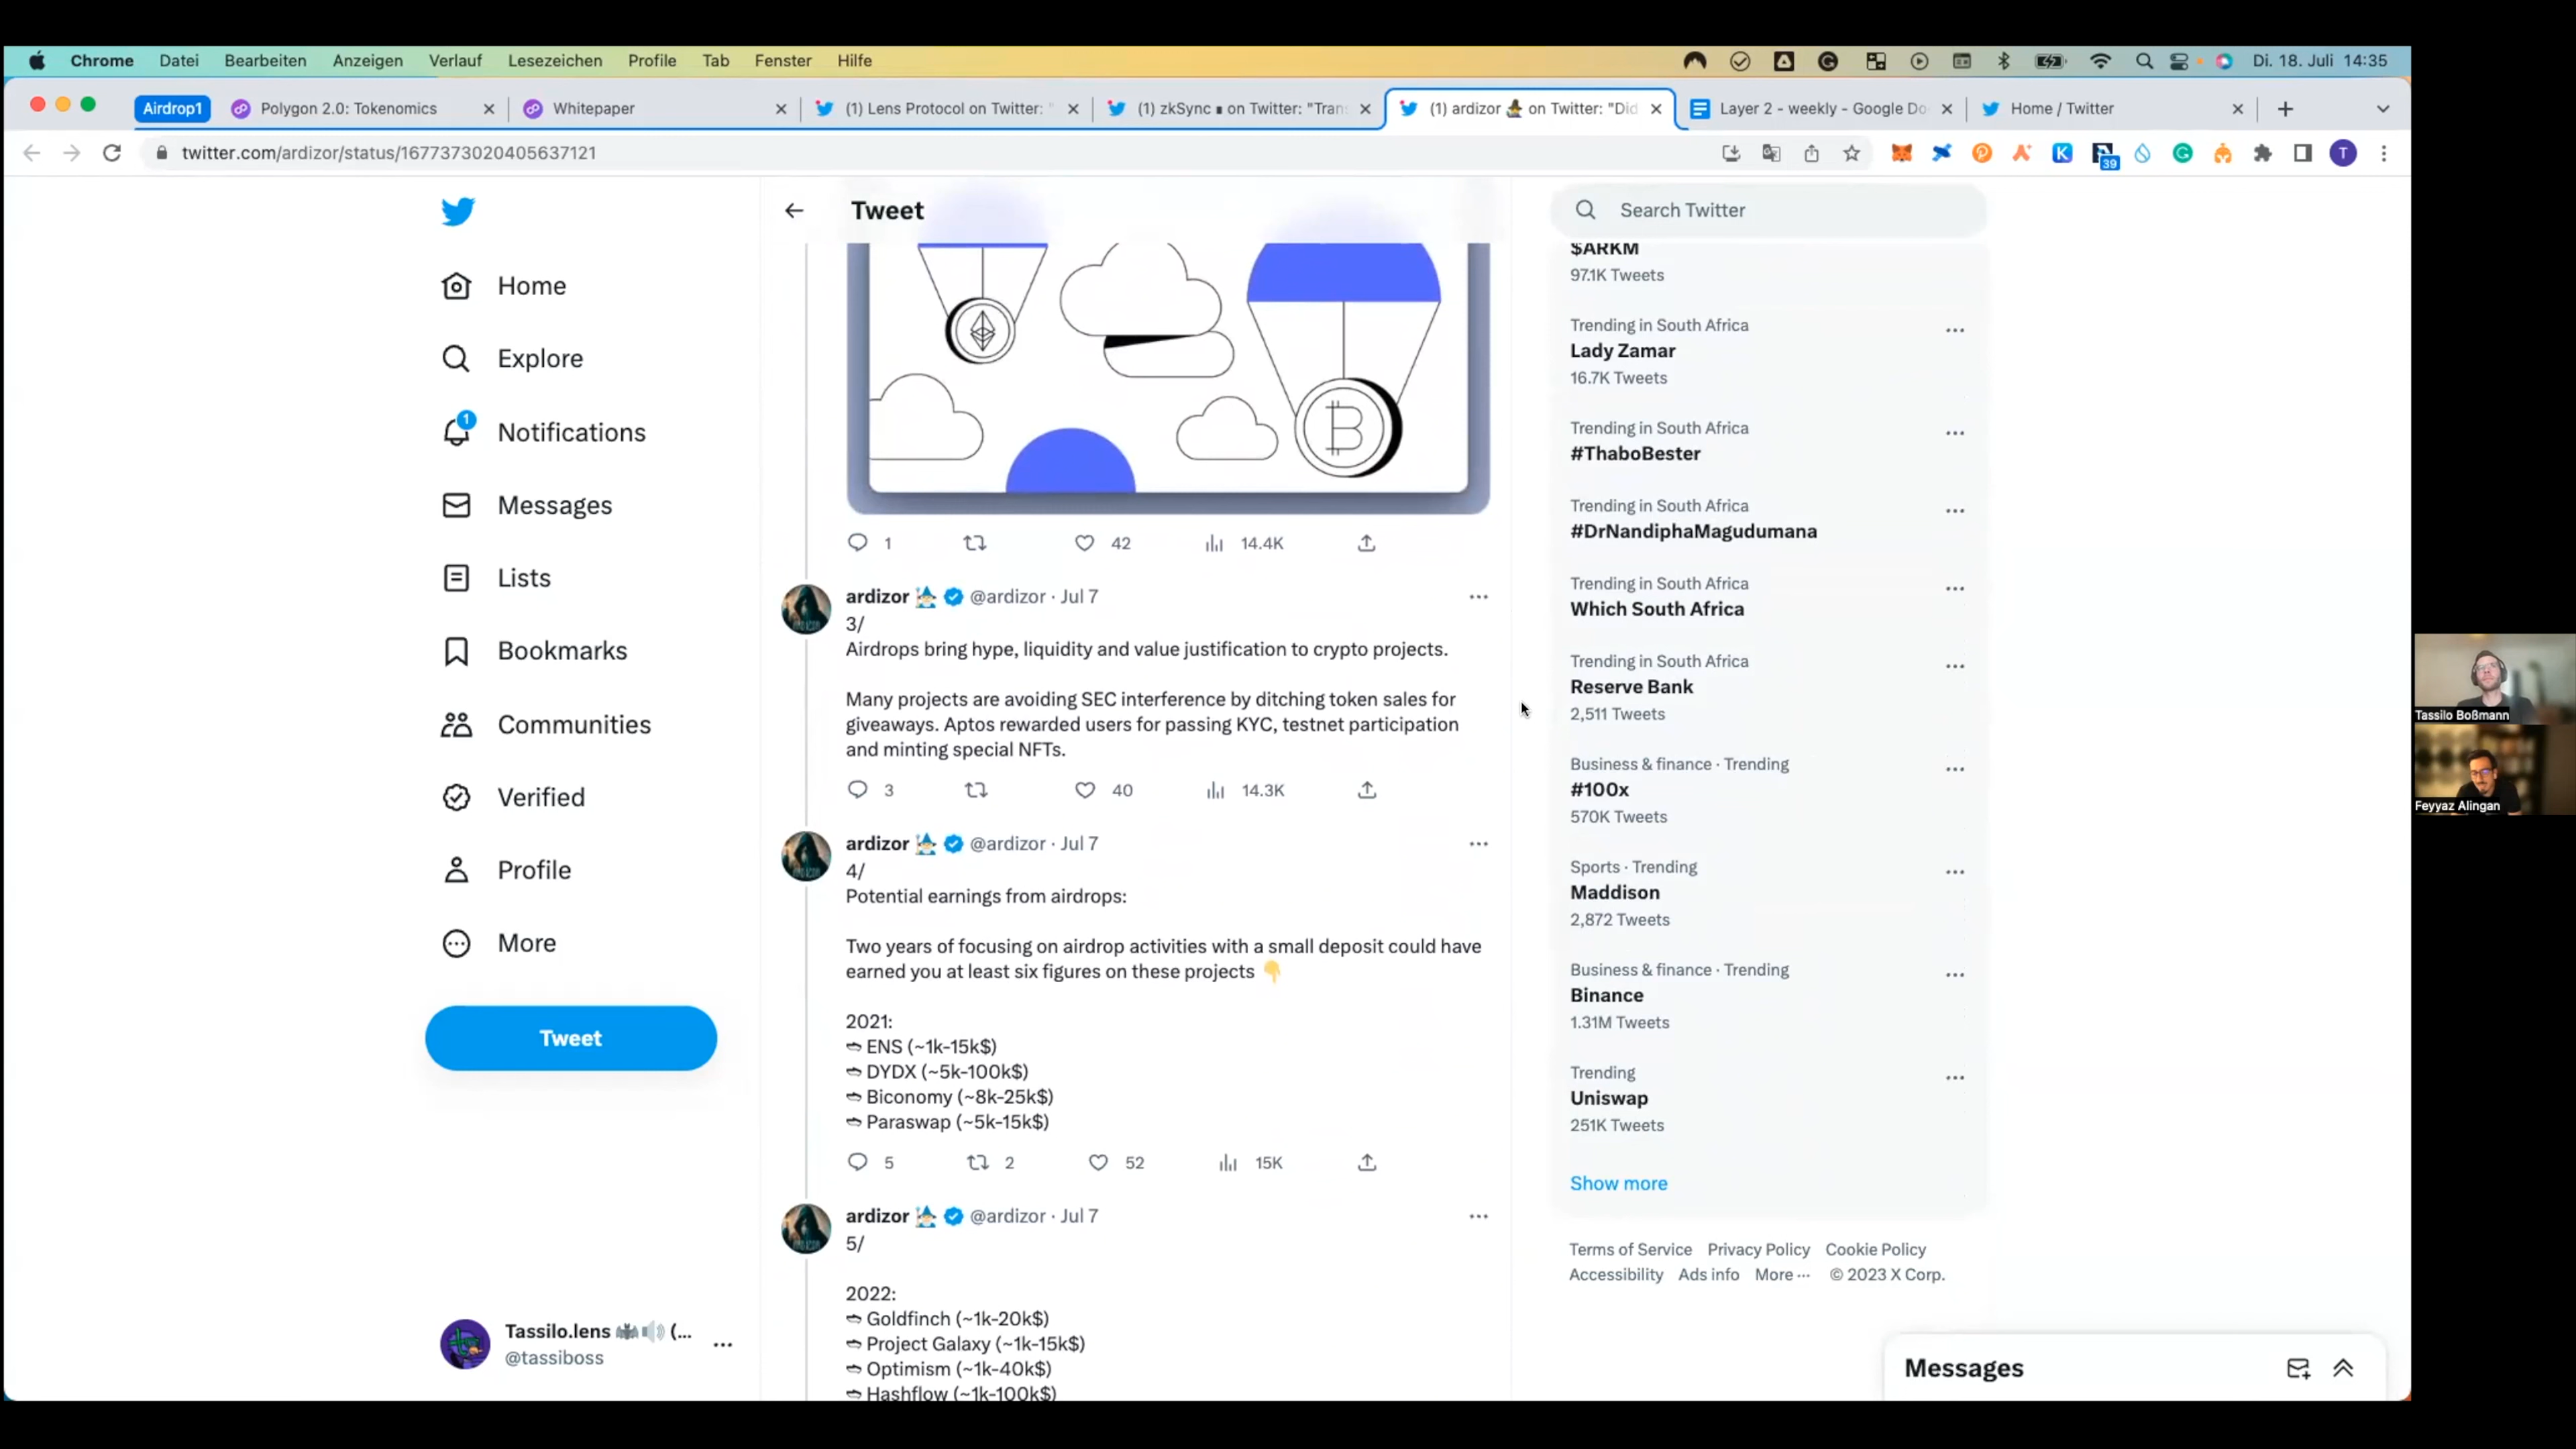 Chrome Datei Bearbeiten Anzeigen Verlauf Lesezeichen Profile Tab Fenster Hilfe
Di. 18. Juli 14:35
Airdrop1
Polygon 2.0: Tokenomics
Whitepaper
(1) Lens Protocol on Twitter: "
(1) zkSync ∎ on Twitter: "Tran
(1) ardizor 🧙 on Twitter: "Did
Layer 2 - weekly - Google Do
Home / Twitter
twitter.com/ardizor/status/1677373020405637121
39
T
Home
Explore
1
Notifications
Messages
Lists
Bookmarks
Communities
Verified
Profile
More
Tweet
Tassilo.lens 🦇🔊 (...
@tassiboss
Tweet
1 42 14.4K
ardizor 🧙 @ardizor · Jul 7
3/
Airdrops bring hype, liquidity and value justification to crypto projects.
Many projects are avoiding SEC interference by ditching token sales for
giveaways. Aptos rewarded users for passing KYC, testnet participation
and minting special NFTs.
3 40 14.3K
ardizor 🧙 @ardizor · Jul 7
4/
Potential earnings from airdrops:
Two years of focusing on airdrop activities with a small deposit could have
earned you at least six figures on these projects 👇
2021:
➬ ENS (~1k-15k$)
➬ DYDX (~5k-100k$)
➬ Biconomy (~8k-25k$)
➬ Paraswap (~5k-15k$)
5 2 52 15K
ardizor 🧙 @ardizor · Jul 7
5/
2022:
➬ Goldfinch (~1k-20k$)
➬ Project Galaxy (~1k-15k$)
➬ Optimism (~1k-40k$)
➬ Hashflow (~1k-100k$)
Search Twitter
$ARKM
97.1K Tweets
Trending in South Africa
Lady Zamar
16.7K Tweets
Trending in South Africa
#ThaboBester
Trending in South Africa
#DrNandiphaMagudumana
Trending in South Africa
Which South Africa
Trending in South Africa
Reserve Bank
2,511 Tweets
Business & finance · Trending
#100x
570K Tweets
Sports · Trending
Maddison
2,872 Tweets
Business & finance · Trending
Binance
1.31M Tweets
Trending
Uniswap
251K Tweets
Show more
Terms of Service Privacy Policy Cookie Policy
Accessibility Ads info More ··· © 2023 X Corp.
Messages
Tassilo Boßmann
Feyyaz Alingan